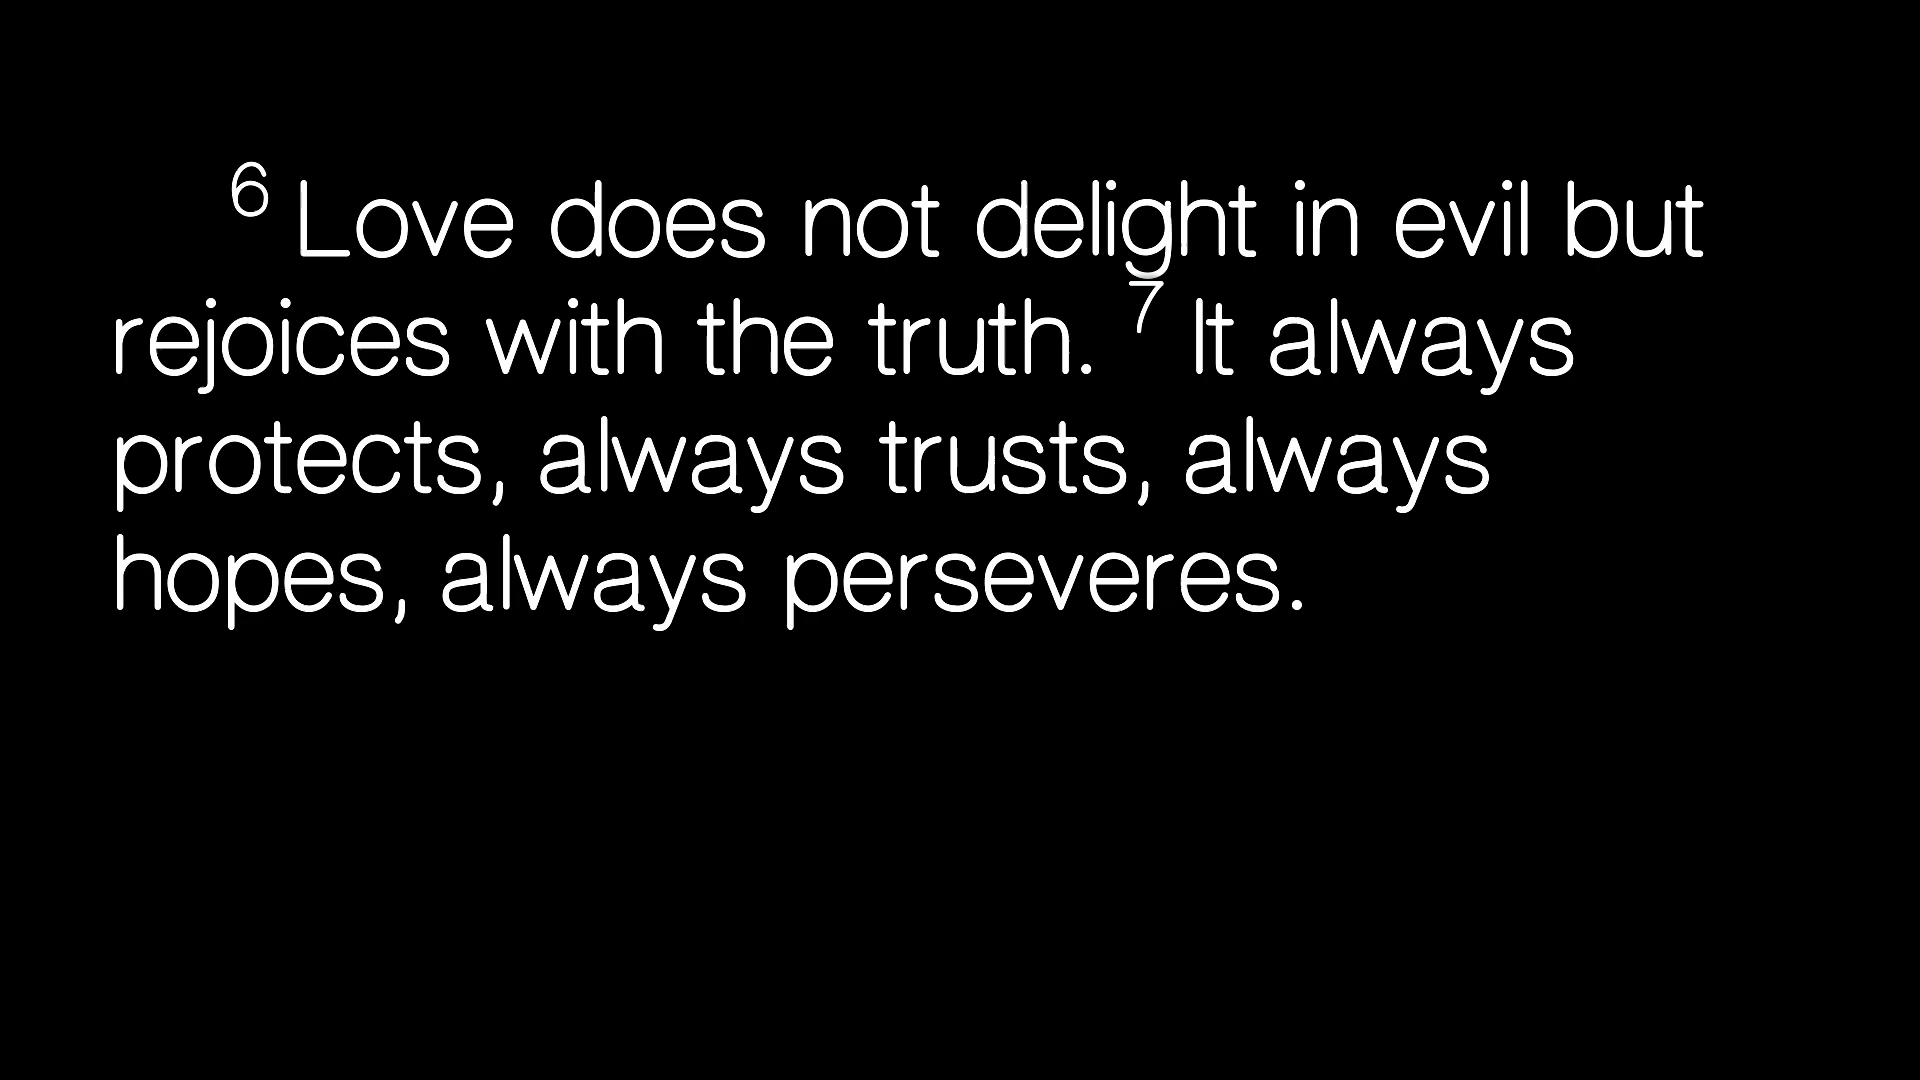 6 Love does not delight in evil but
rejoices with the truth. 7 It always
protects, always trusts, always
hopes, always perseveres.